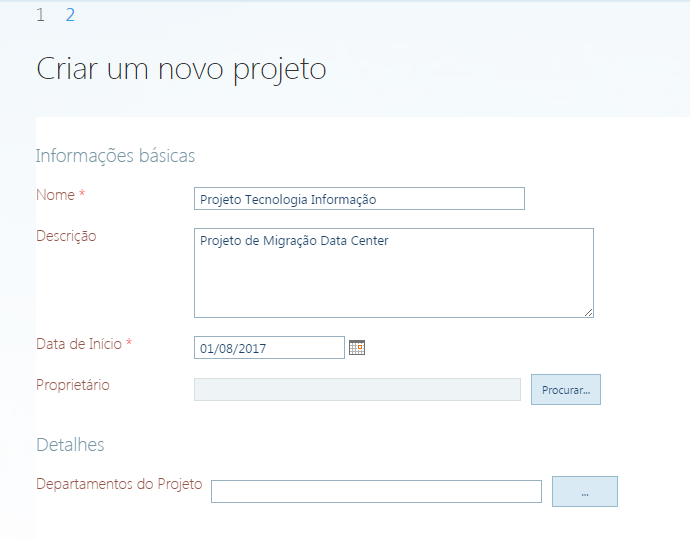 1 2
Criar um novo projeto
Informações básicas
Nome *
Projeto Tecnologia Informação
Descrição
Projeto de Migração Data Center
Data de Início *
01/08/2017
Proprietário
Procurar...
Detalhes
Departamentos do Projeto
...